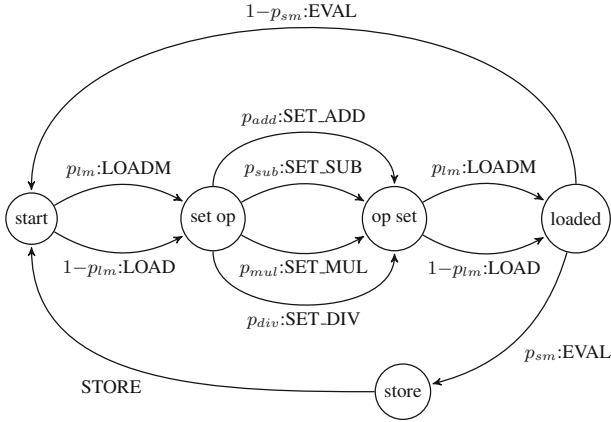 1−p_sm:EVAL
p_add:SET_ADD
p_lm:LOADM
p_sub:SET_SUB
p_lm:LOADM
start
set op
op set
loaded
1−p_lm:LOAD
p_mul:SET_MUL
1−p_lm:LOAD
p_div:SET_DIV
p_sm:EVAL
STORE
store